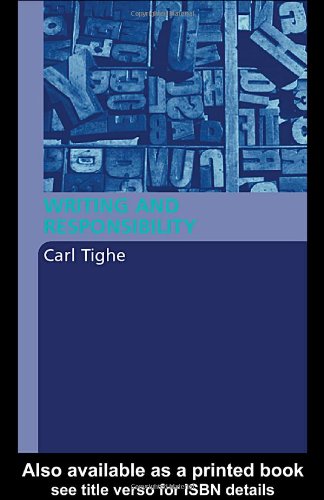 WRITING AND
RESPONSIBILITY
Carl Tighe
Also available as a printed book
see title verso for ISBN details